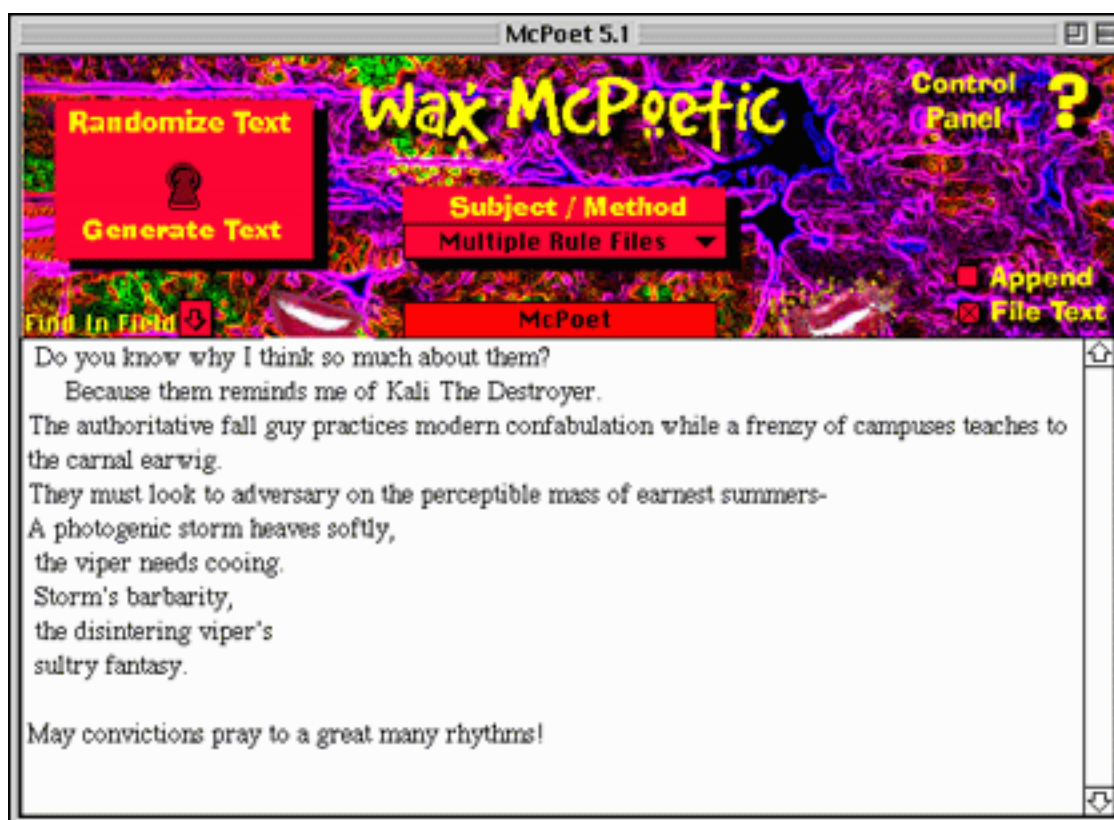 McPoet 5.1
Wax McPoetic
Control
Panel
?
Randomize Text
Generate Text
Subject / Method
Multiple Rule Files
Append
File Text
Find In Field
McPoet
Do you know why I think so much about them?
Because them reminds me of Kali The Destroyer.
The authoritative fall guy practices modern confabulation while a frenzy of campuses teaches to
the carnal earwig.
They must look to adversary on the perceptible mass of earnest summers-
A photogenic storm heaves softly,
the viper needs cooing.
Storm's barbarity,
the disintering viper's
sultry fantasy.
May convictions pray to a great many rhythms!